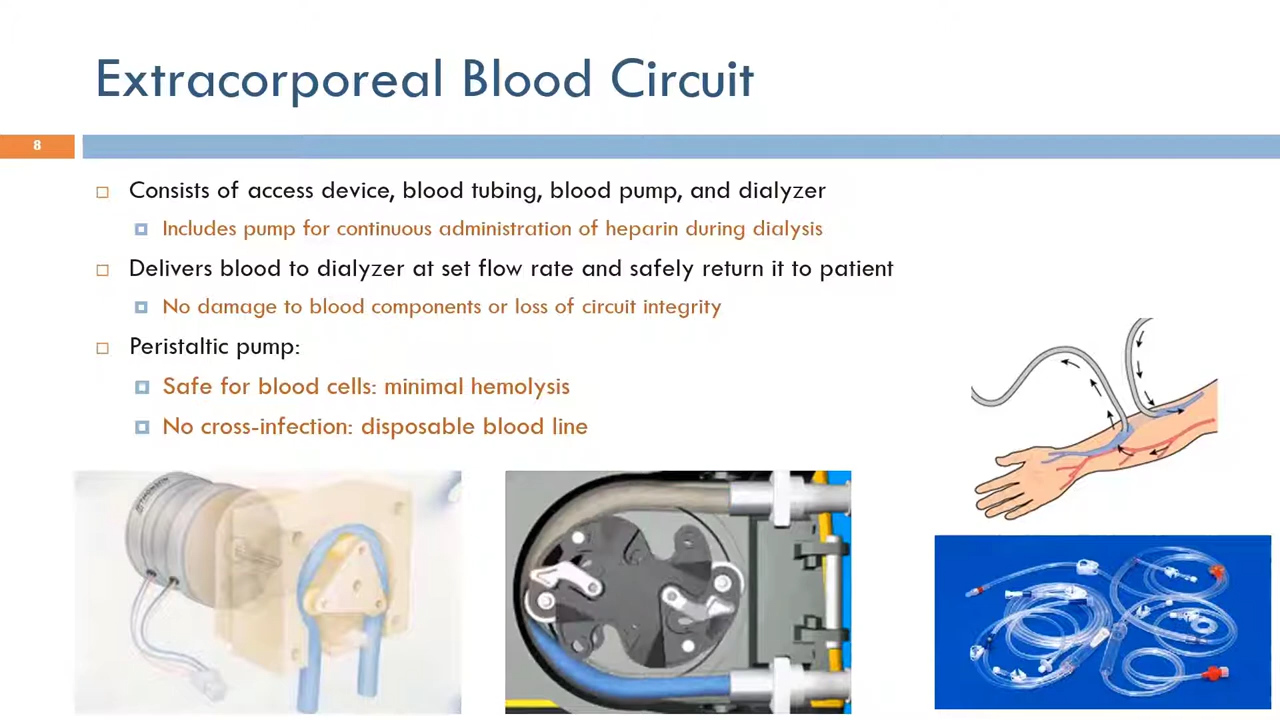 Extracorporeal Blood Circuit
8
Consists of access device, blood tubing, blood pump, and dialyzer
Includes pump for continuous administration of heparin during dialysis
Delivers blood to dialyzer at set flow rate and safely return it to patient
No damage to blood components or loss of circuit integrity
Peristaltic pump:
Safe for blood cells: minimal hemolysis
No cross-infection: disposable blood line